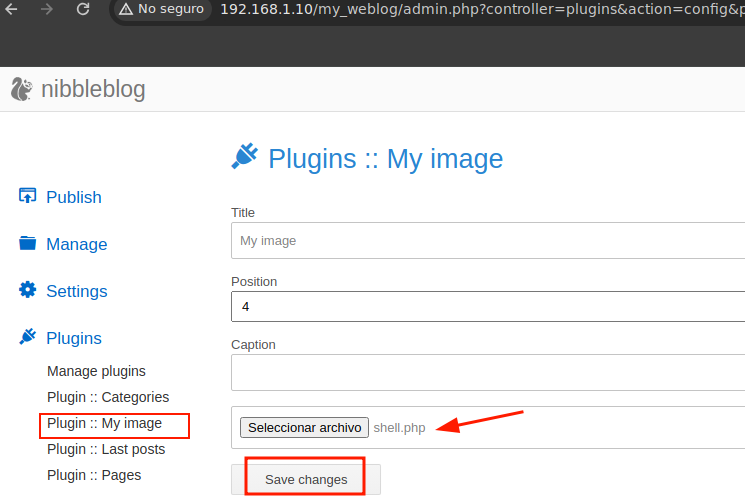 No seguro 192.168.1.10/my_weblog/admin.php?controller=plugins&action=config&p
nibbleblog
Plugins :: My image
Publish
Manage
Settings
Plugins
Manage plugins
Plugin :: Categories
Plugin :: My image
Plugin :: Last posts
Plugin :: Pages
Title
My image
Position
4
Caption
Seleccionar archivo shell.php
Save changes